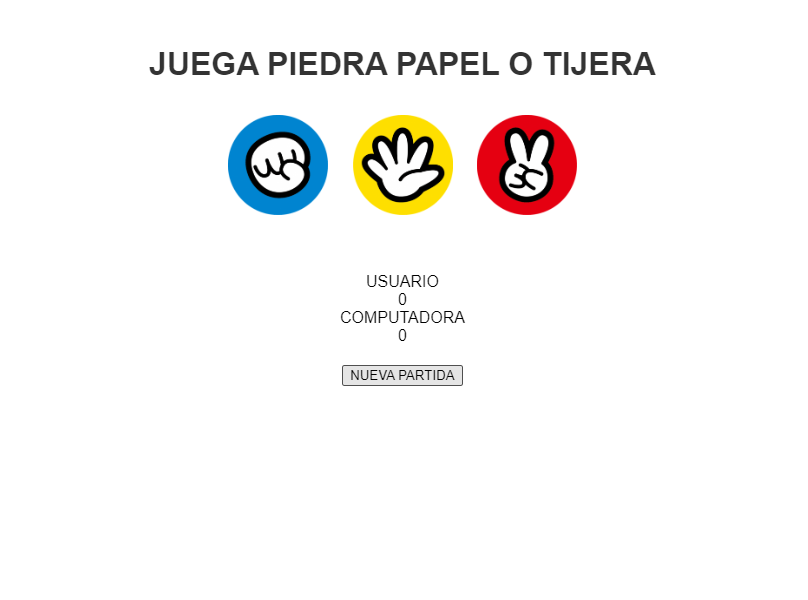 JUEGA PIEDRA PAPEL O TIJERA
USUARIO
0
COMPUTADORA
0
NUEVA PARTIDA